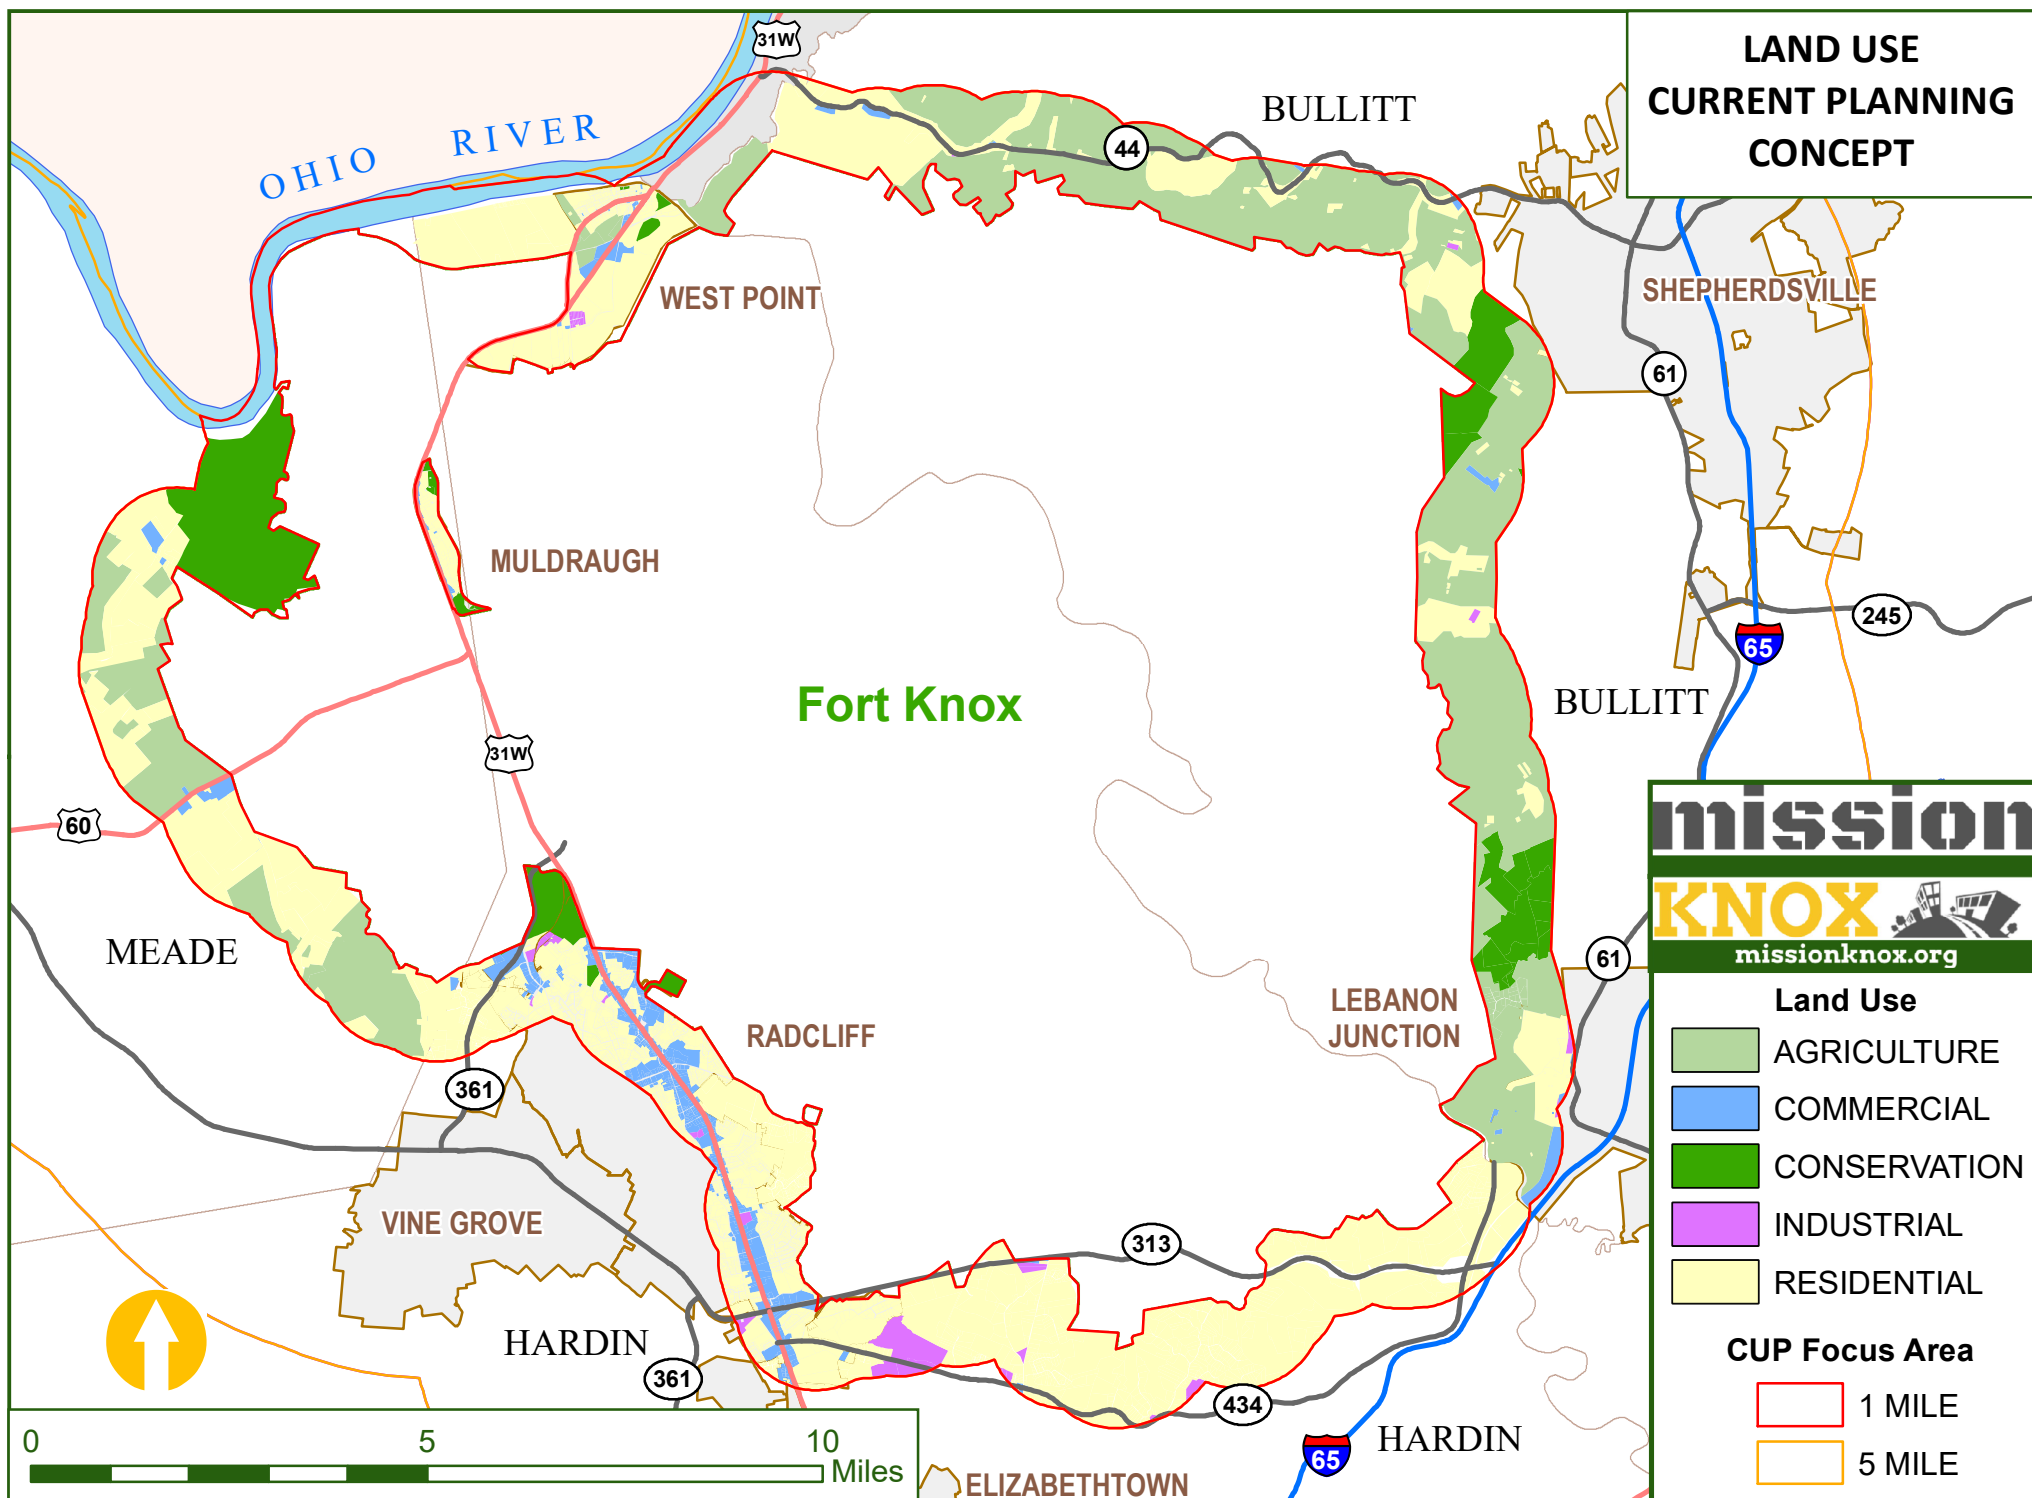 LAND USE
CURRENT PLANNING
CONCEPT
31W
BULLITT
44
OHIO RIVER
WEST POINT
SHEPHERDSVILLE
61
MULDRAUGH
245
65
Fort Knox
BULLITT
31W
60
MEADE
RADCLIFF
LEBANON
JUNCTION
61
361
VINE GROVE
313
HARDIN
361
434
HARDIN
65
ELIZABETHTOWN
0 5 10
Miles
mission
KNOX
missionknox.org
Land Use
AGRICULTURE
COMMERCIAL
CONSERVATION
INDUSTRIAL
RESIDENTIAL
CUP Focus Area
1 MILE
5 MILE